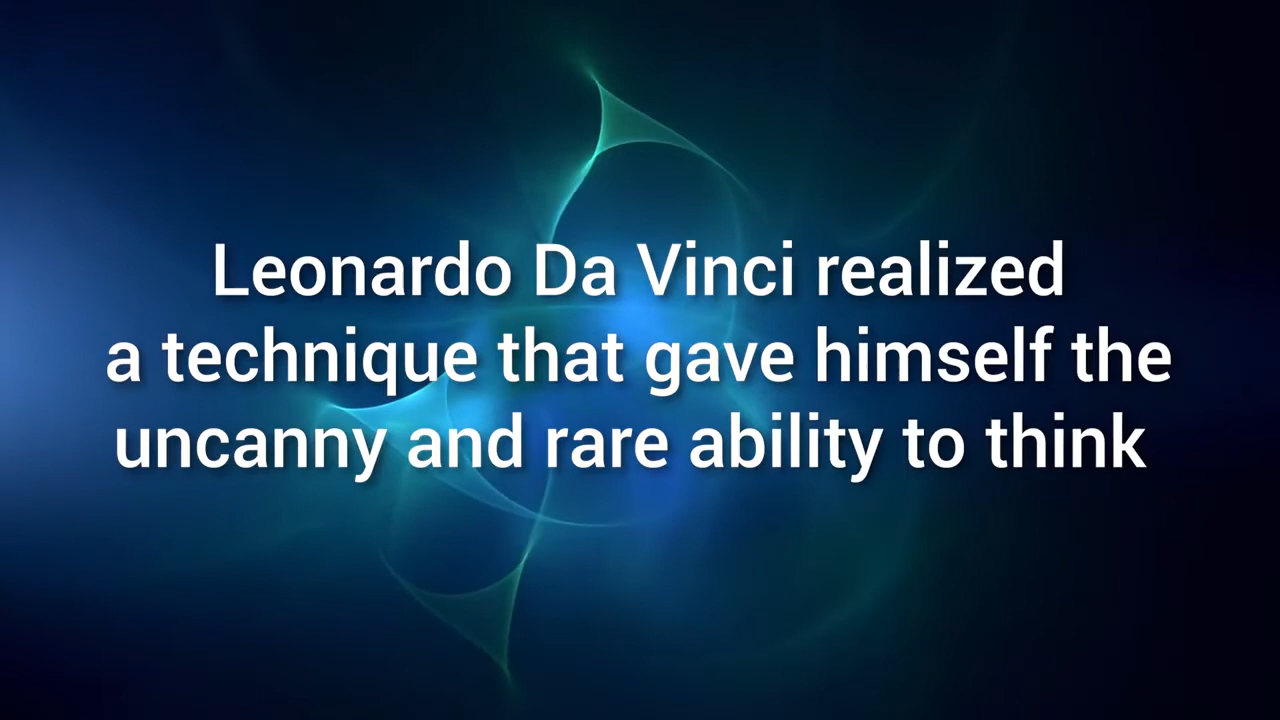 Leonardo Da Vinci realized
a technique that gave himself the
uncanny and rare ability to think